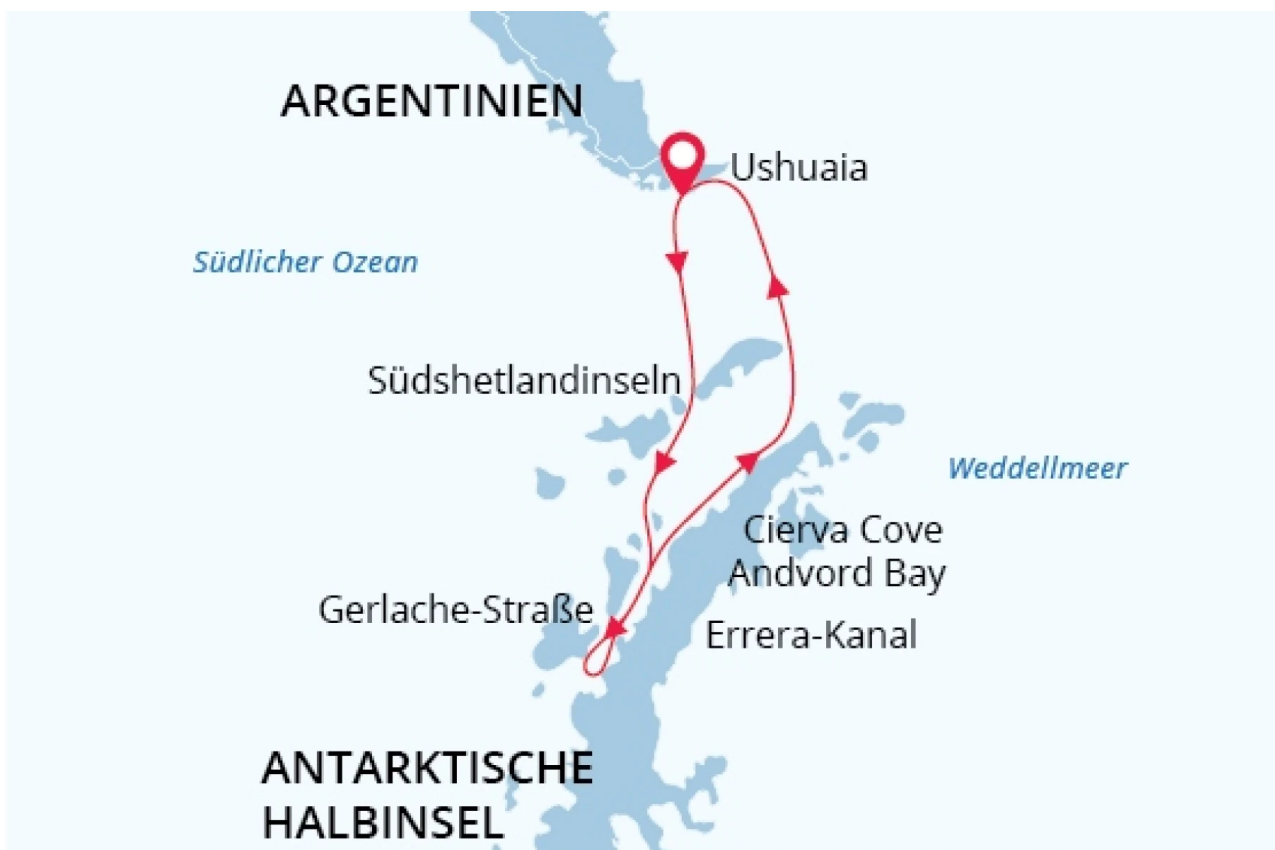 ARGENTINIEN
Ushuaia
Südlicher Ozean
Südshetlandinseln
Weddellmeer
Cierva Cove
Andvord Bay
Gerlache-Straße
Errera-Kanal
ANTARKTISCHE
HALBINSEL